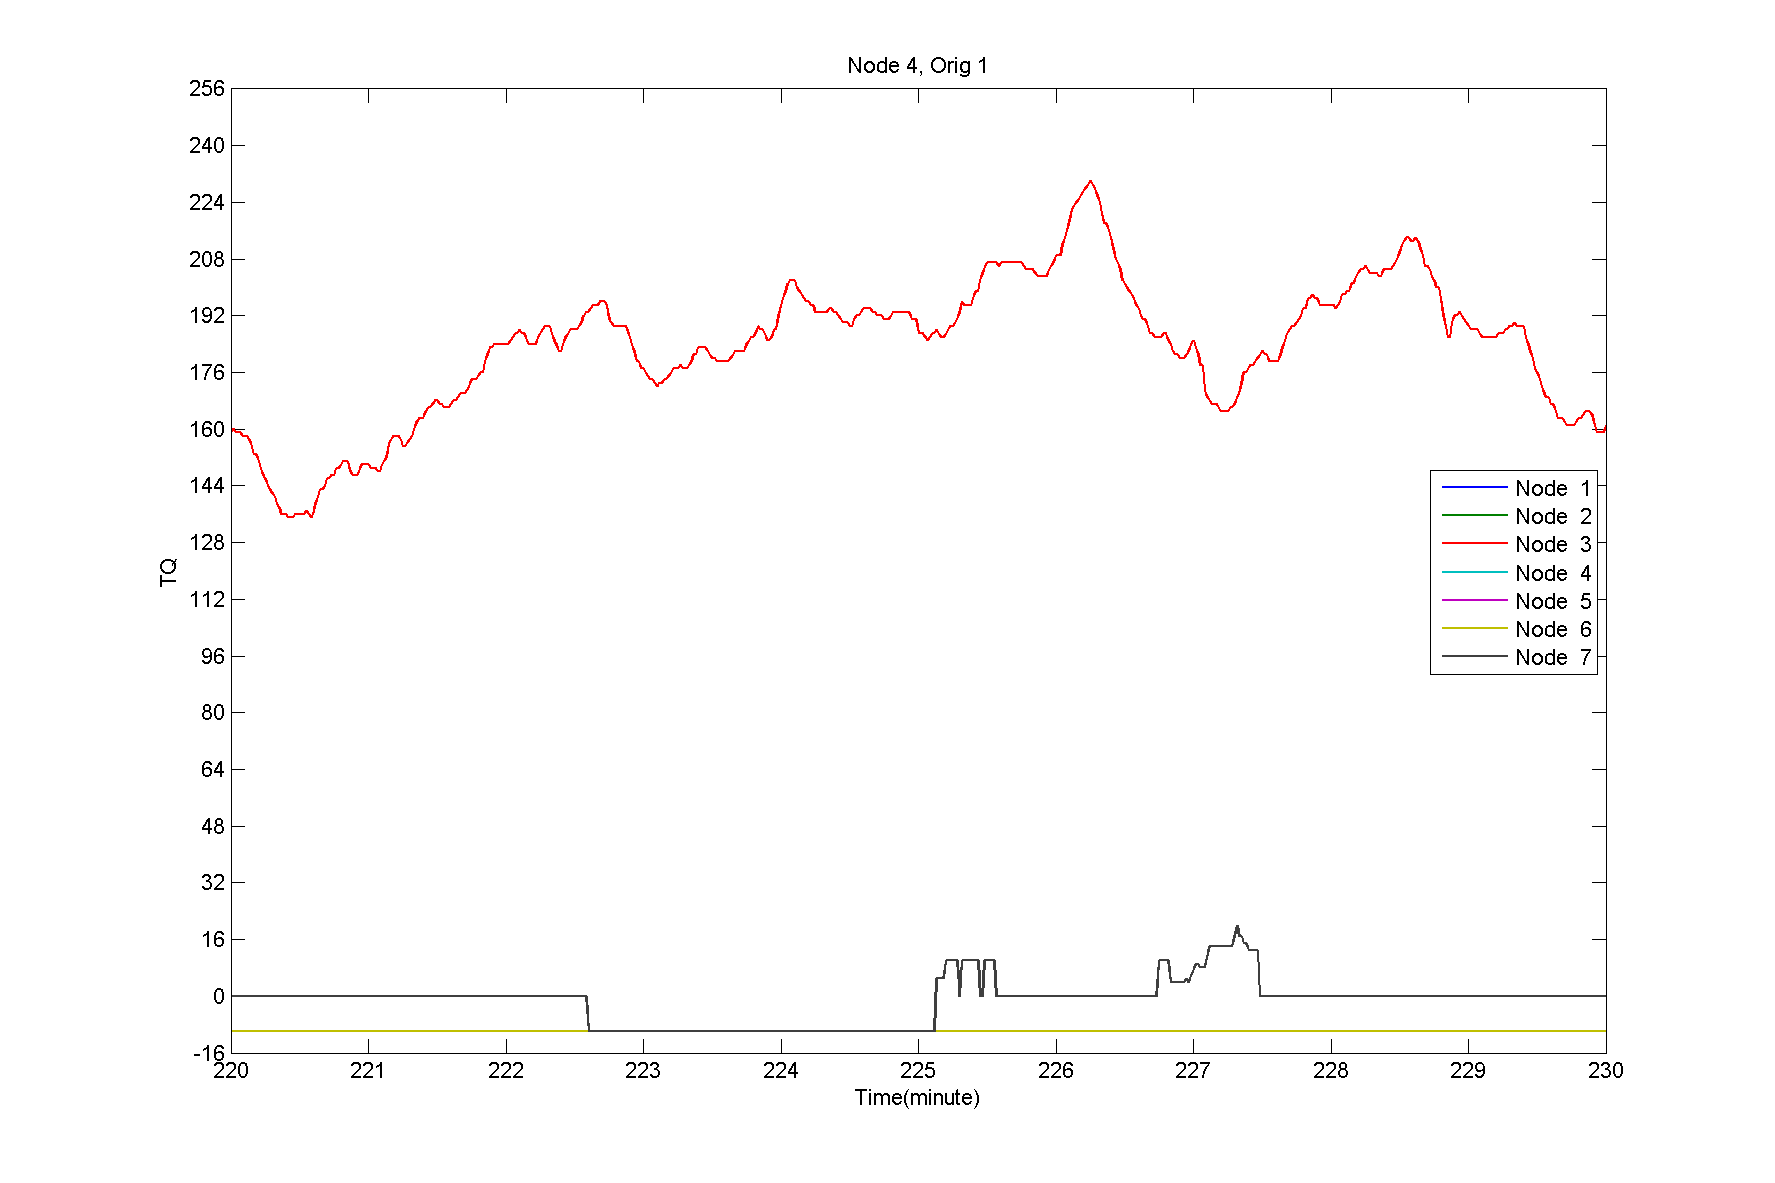 Node 4, Orig 1
256
240
224
208
192
176
160
144
128
112
96
80
64
48
32
16
0
-16
TQ
Node 1
Node 2
Node 3
Node 4
Node 5
Node 6
Node 7
220 221 222 223 224 225 226 227 228 229 230
Time(minute)